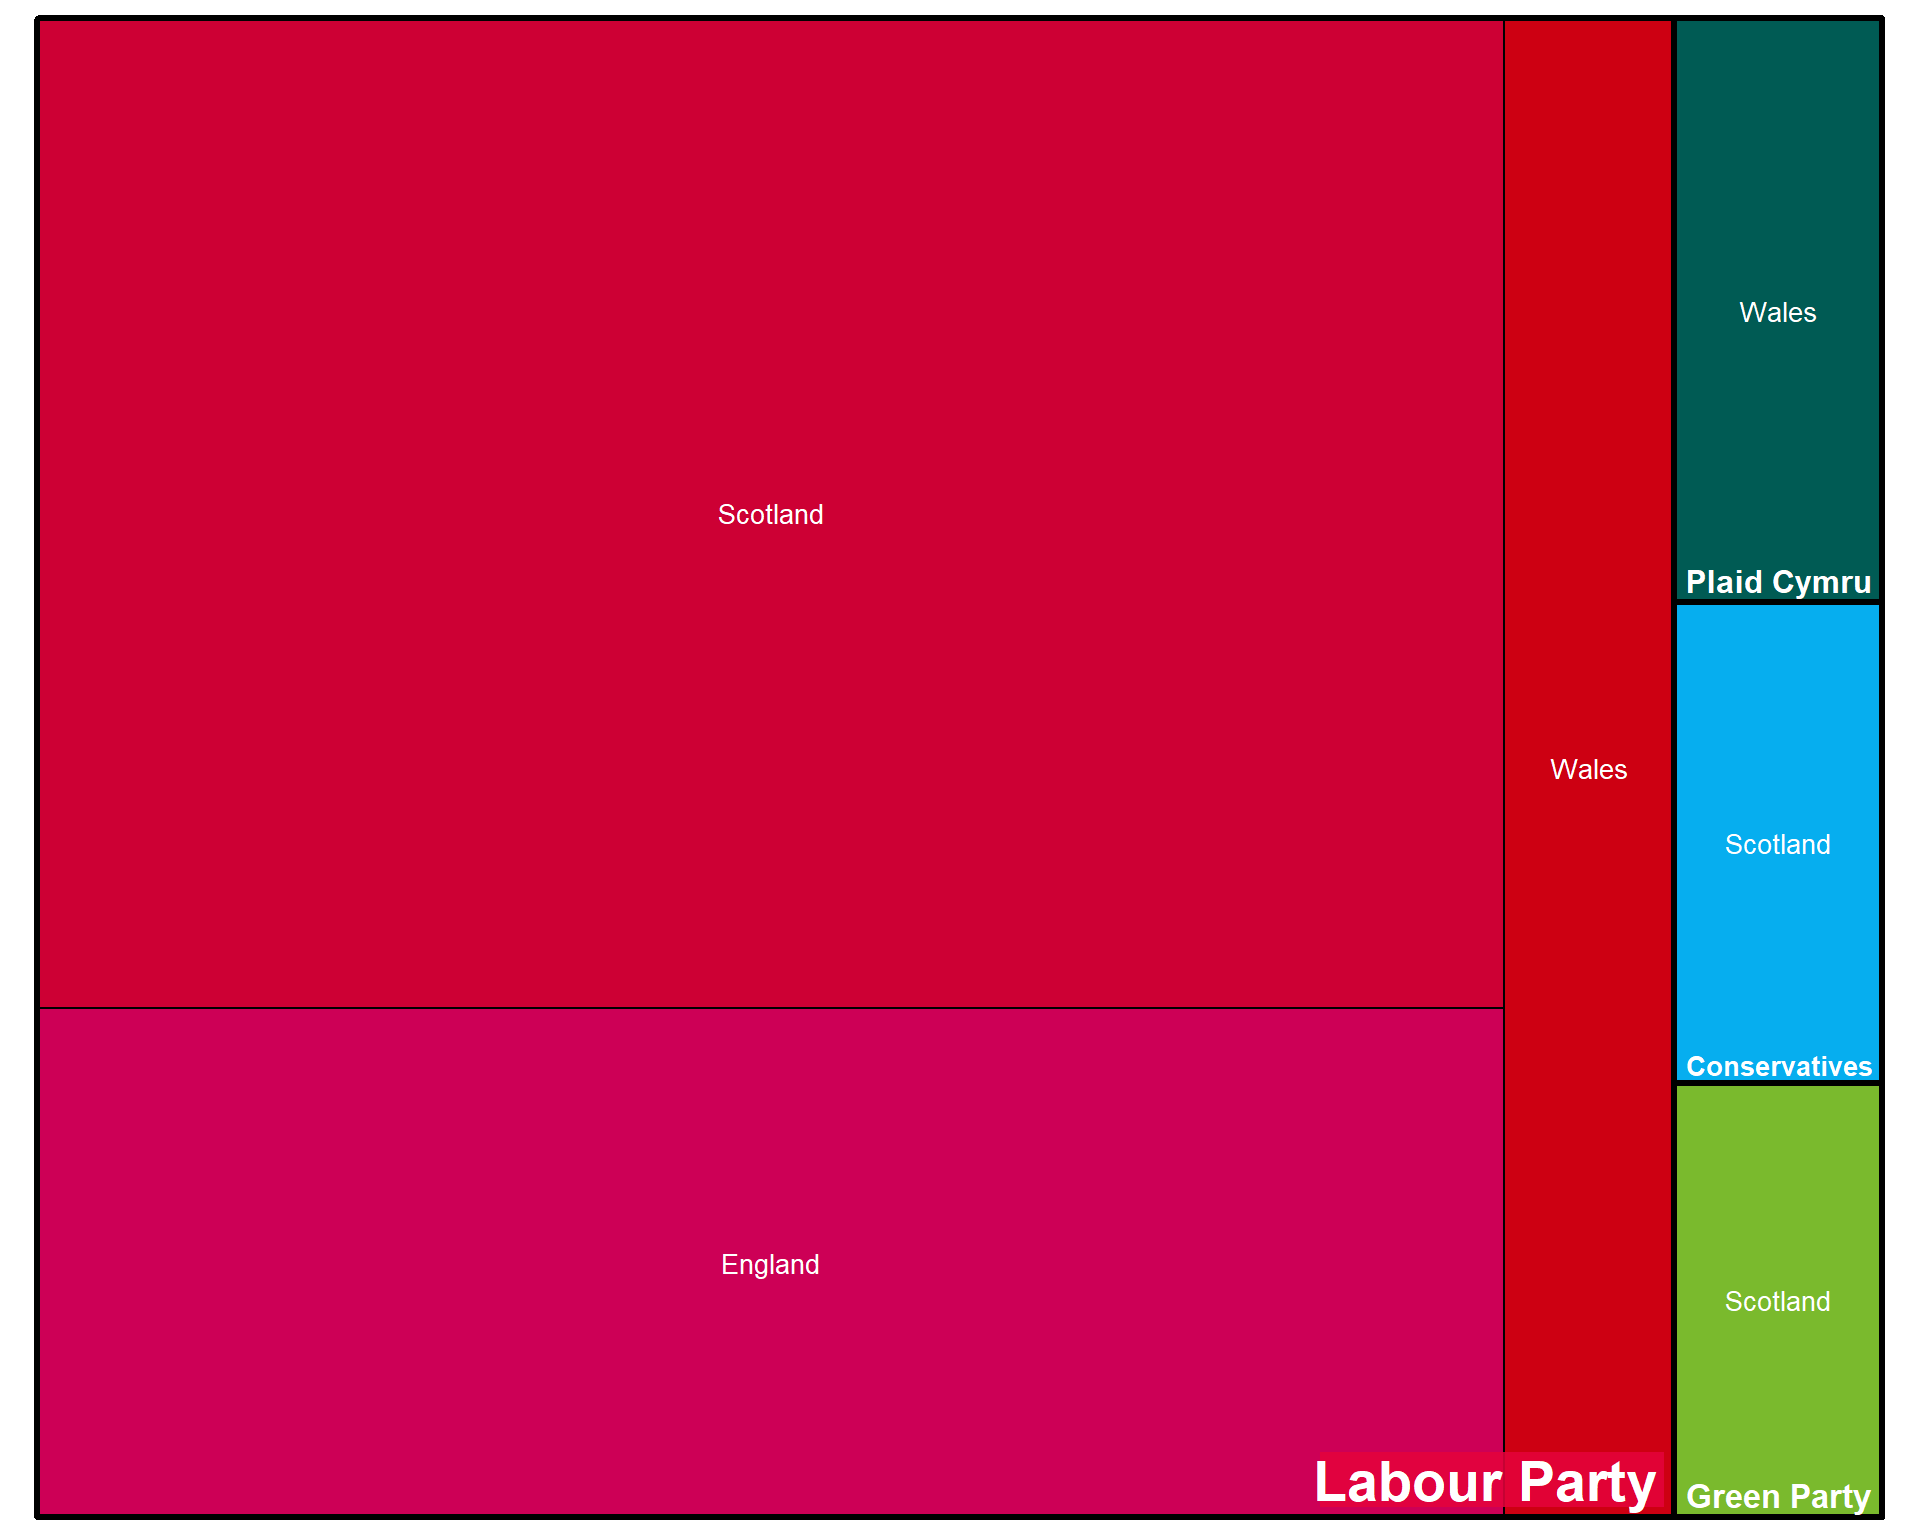 Scotland
England
Wales
Labour Party
Wales
Plaid Cymru
Scotland
Conservatives
Scotland
Green Party